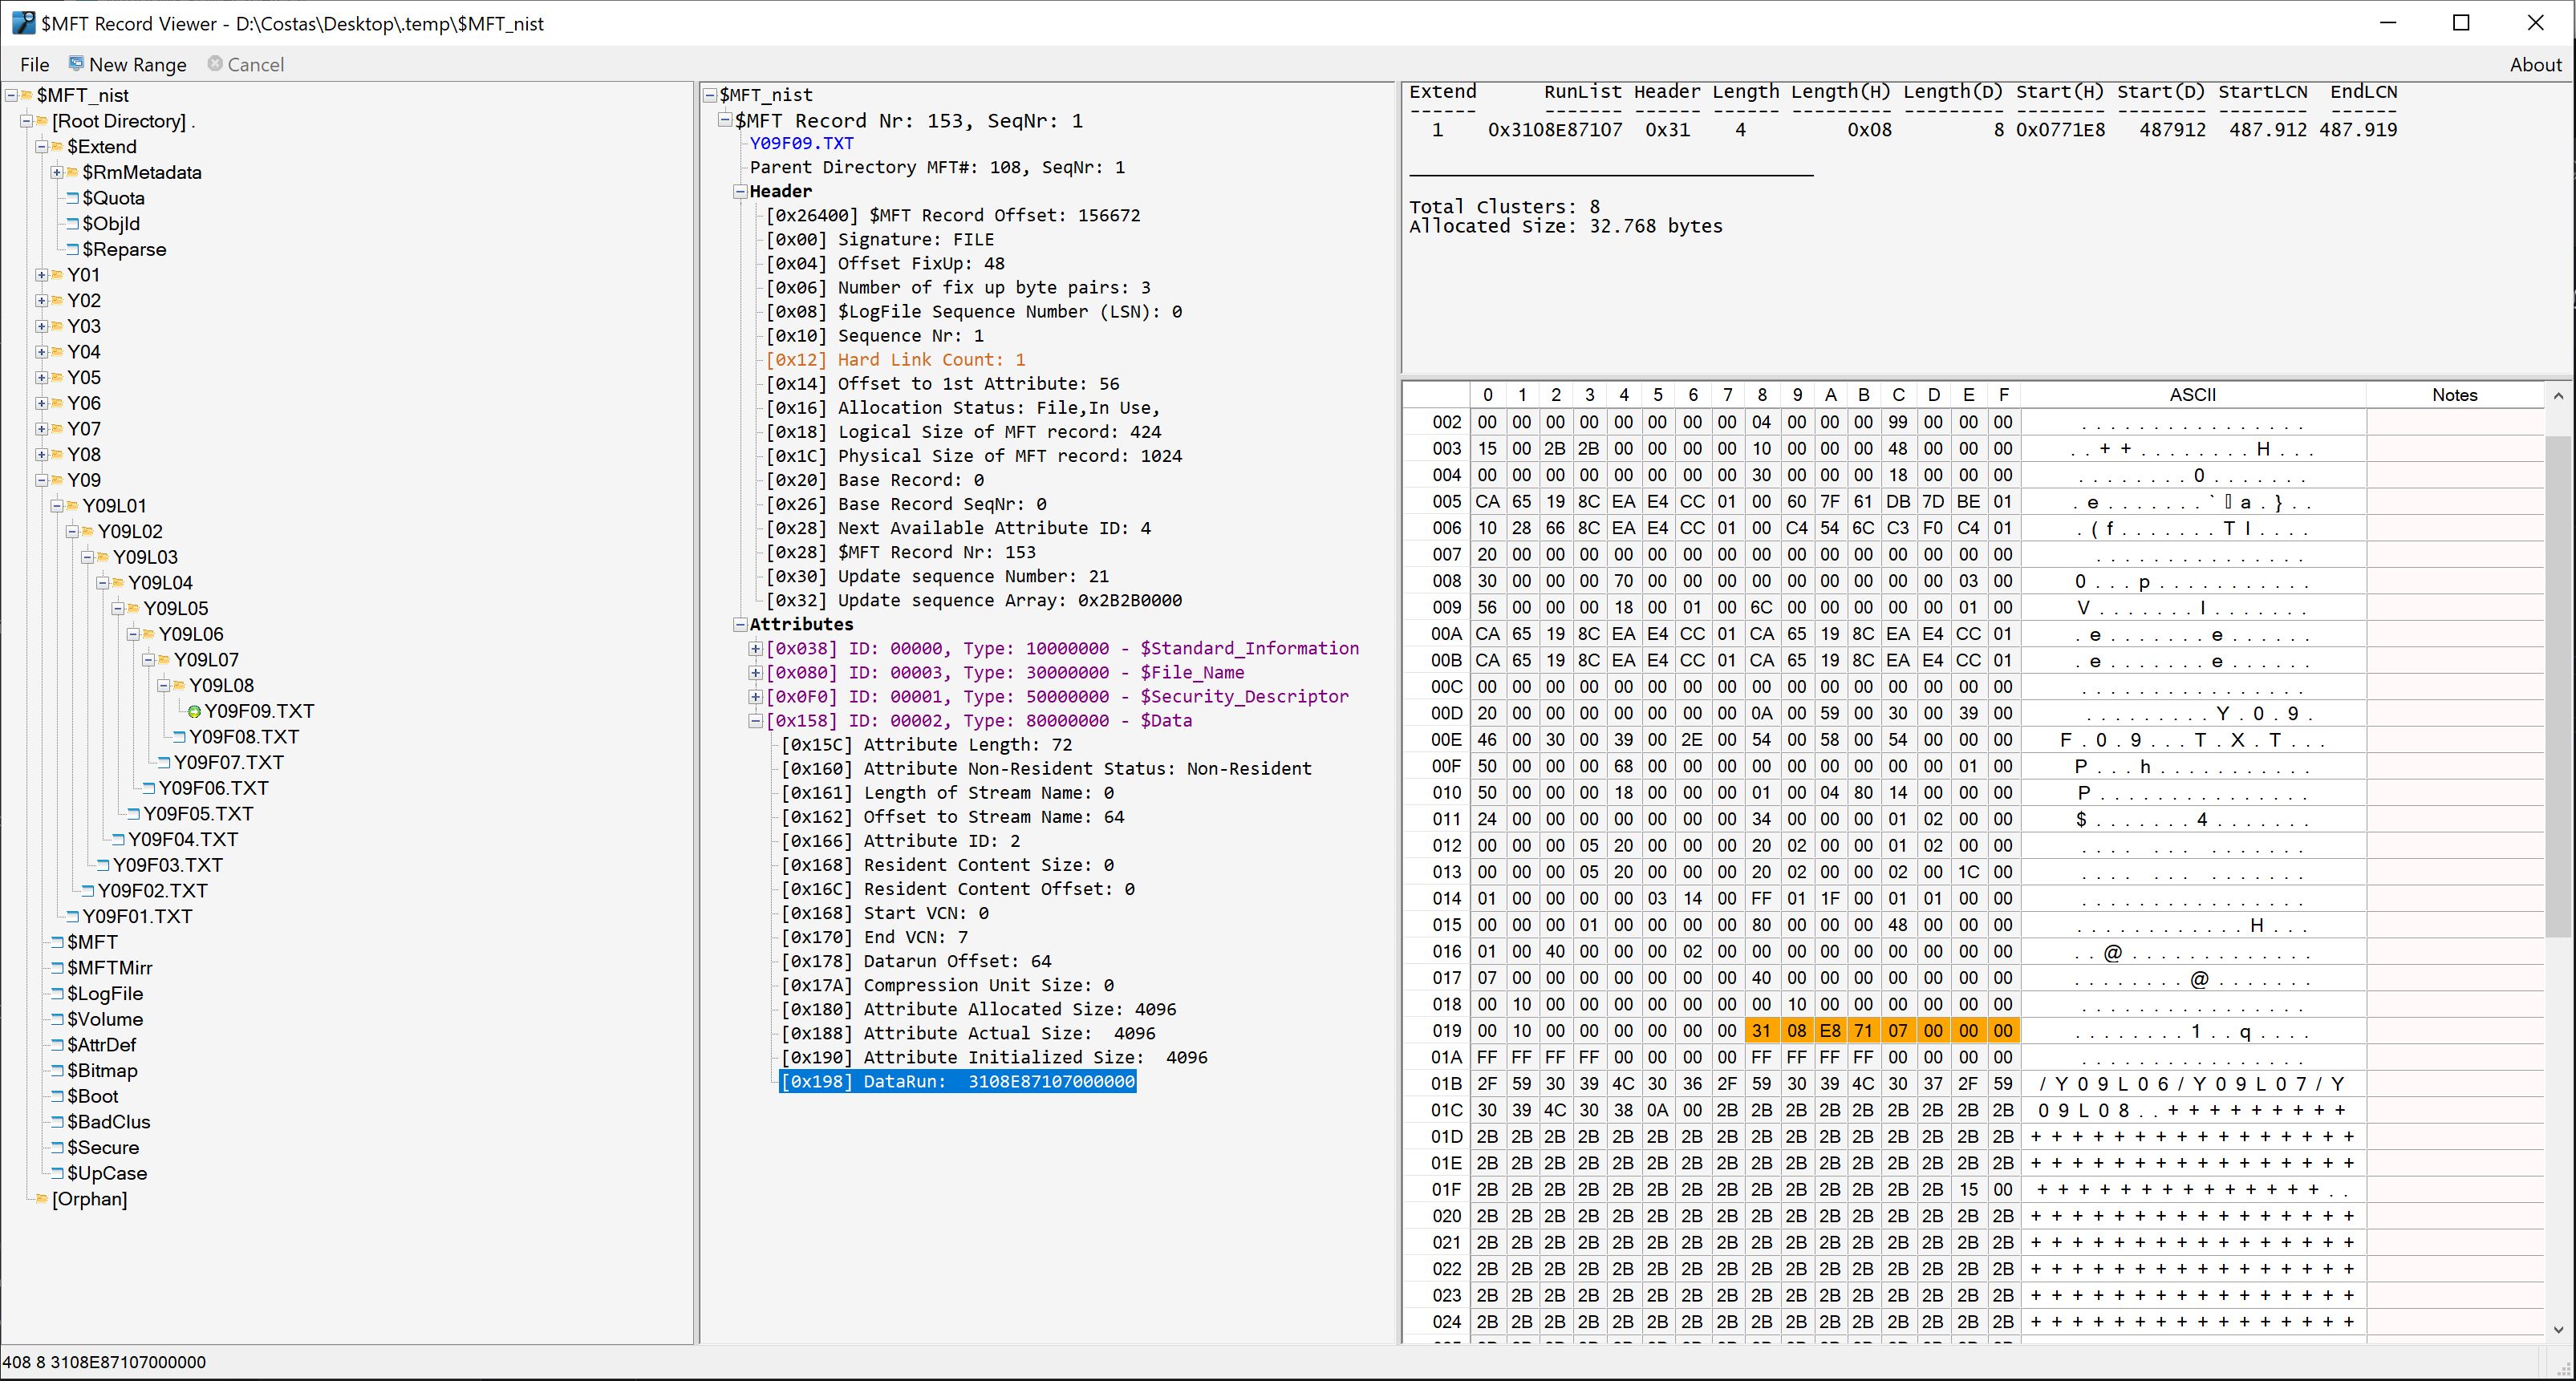 $MFT Record Viewer - D:\Costas\Desktop\.temp\$MFT_nist
File New Range Cancel About
$MFT_nist
[Root Directory] .
$Extend
$RmMetadata
$Quota
$ObjId
$Reparse
Y01
Y02
Y03
Y04
Y05
Y06
Y07
Y08
Y09
Y09L01
Y09L02
Y09L03
Y09L04
Y09L05
Y09L06
Y09L07
Y09L08
Y09F09.TXT
Y09F08.TXT
Y09F07.TXT
Y09F06.TXT
Y09F05.TXT
Y09F04.TXT
Y09F03.TXT
Y09F02.TXT
Y09F01.TXT
$MFT
$MFTMirr
$LogFile
$Volume
$AttrDef
$Bitmap
$Boot
$BadClus
$Secure
$UpCase
[Orphan]
$MFT_nist
$MFT Record Nr: 153, SeqNr: 1
Y09F09.TXT
Parent Directory MFT#: 108, SeqNr: 1
Header
[0x26400] $MFT Record Offset: 156672
[0x00] Signature: FILE
[0x04] Offset FixUp: 48
[0x06] Number of fix up byte pairs: 3
[0x08] $LogFile Sequence Number (LSN): 0
[0x10] Sequence Nr: 1
[0x12] Hard Link Count: 1
[0x14] Offset to 1st Attribute: 56
[0x16] Allocation Status: File,In Use,
[0x18] Logical Size of MFT record: 424
[0x1C] Physical Size of MFT record: 1024
[0x20] Base Record: 0
[0x26] Base Record SeqNr: 0
[0x28] Next Available Attribute ID: 4
[0x28] $MFT Record Nr: 153
[0x30] Update sequence Number: 21
[0x32] Update sequence Array: 0x2B2B0000
Attributes
[0x038] ID: 00000, Type: 10000000 - $Standard_Information
[0x080] ID: 00003, Type: 30000000 - $File_Name
[0x0F0] ID: 00001, Type: 50000000 - $Security_Descriptor
[0x158] ID: 00002, Type: 80000000 - $Data
[0x15C] Attribute Length: 72
[0x160] Attribute Non-Resident Status: Non-Resident
[0x161] Length of Stream Name: 0
[0x162] Offset to Stream Name: 64
[0x166] Attribute ID: 2
[0x168] Resident Content Size: 0
[0x16C] Resident Content Offset: 0
[0x168] Start VCN: 0
[0x170] End VCN: 7
[0x178] Datarun Offset: 64
[0x17A] Compression Unit Size: 0
[0x180] Attribute Allocated Size: 4096
[0x188] Attribute Actual Size: 4096
[0x190] Attribute Initialized Size: 4096
[0x198] DataRun: 3108E87107000000
Extend RunList Header Length Length(H) Length(D) Start(H) Start(D) StartLCN EndLCN
------ ------- ------ ------ --------- --------- -------- -------- -------- ------
1 0x3108E87107 0x31 4 0x08 8 0x0771E8 487912 487.912 487.919
Total Clusters: 8
Allocated Size: 32.768 bytes
0 1 2 3 4 5 6 7 8 9 A B C D E F ASCII Notes
002 00 00 00 00 00 00 00 00 04 00 00 00 99 00 00 00 . . . . . . . . . . . . . . . .
003 15 00 2B 2B 00 00 00 00 10 00 00 00 48 00 00 00 . . + + . . . . . . . . H . . .
004 00 00 00 00 00 00 00 00 30 00 00 00 18 00 00 00 . . . . . . . . 0 . . . . . . .
005 CA 65 19 8C EA E4 CC 01 00 60 7F 61 DB 7D BE 01 . e . . . . . . . ` ▯ a . } . .
006 10 28 66 8C EA E4 CC 01 00 C4 54 6C C3 F0 C4 01 . ( f . . . . . . . T l . . . .
007 20 00 00 00 00 00 00 00 00 00 00 00 00 00 00 00 . . . . . . . . . . . . . . .
008 30 00 00 00 70 00 00 00 00 00 00 00 00 00 03 00 0 . . . p . . . . . . . . . . .
009 56 00 00 00 18 00 01 00 6C 00 00 00 00 00 01 00 V . . . . . . . l . . . . . . .
00A CA 65 19 8C EA E4 CC 01 CA 65 19 8C EA E4 CC 01 . e . . . . . . . e . . . . . .
00B CA 65 19 8C EA E4 CC 01 CA 65 19 8C EA E4 CC 01 . e . . . . . . . e . . . . . .
00C 00 00 00 00 00 00 00 00 00 00 00 00 00 00 00 00 . . . . . . . . . . . . . . . .
00D 20 00 00 00 00 00 00 00 0A 00 59 00 30 00 39 00 . . . . . . . . . Y . 0 . 9 .
00E 46 00 30 00 39 00 2E 00 54 00 58 00 54 00 00 00 F . 0 . 9 . . . T . X . T . . .
00F 50 00 00 00 68 00 00 00 00 00 00 00 00 00 01 00 P . . . h . . . . . . . . . . .
010 50 00 00 00 18 00 00 00 01 00 04 80 14 00 00 00 P . . . . . . . . . . . . . . .
011 24 00 00 00 00 00 00 00 34 00 00 00 01 02 00 00 $ . . . . . . . 4 . . . . . . .
012 00 00 00 05 20 00 00 00 20 02 00 00 01 02 00 00 . . . . . . . . . . . . . .
013 00 00 00 05 20 00 00 00 20 02 00 00 02 00 1C 00 . . . . . . . . . . . . . .
014 01 00 00 00 00 03 14 00 FF 01 1F 00 01 01 00 00 . . . . . . . . . . . . . . . .
015 00 00 00 01 00 00 00 00 80 00 00 00 48 00 00 00 . . . . . . . . . . . . H . . .
016 01 00 40 00 00 00 02 00 00 00 00 00 00 00 00 00 . . @ . . . . . . . . . . . . .
017 07 00 00 00 00 00 00 00 40 00 00 00 00 00 00 00 . . . . . . . . @ . . . . . . .
018 00 10 00 00 00 00 00 00 00 10 00 00 00 00 00 00 . . . . . . . . . . . . . . . .
019 00 10 00 00 00 00 00 00 31 08 E8 71 07 00 00 00 . . . . . . . . 1 . . q . . . .
01A FF FF FF FF 00 00 00 00 FF FF FF FF 00 00 00 00 . . . . . . . . . . . . . . . .
01B 2F 59 30 39 4C 30 36 2F 59 30 39 4C 30 37 2F 59 / Y 0 9 L 0 6 / Y 0 9 L 0 7 / Y
01C 30 39 4C 30 38 0A 00 2B 2B 2B 2B 2B 2B 2B 2B 2B 0 9 L 0 8 . . + + + + + + + + +
01D 2B 2B 2B 2B 2B 2B 2B 2B 2B 2B 2B 2B 2B 2B 2B 2B + + + + + + + + + + + + + + + +
01E 2B 2B 2B 2B 2B 2B 2B 2B 2B 2B 2B 2B 2B 2B 2B 2B + + + + + + + + + + + + + + + +
01F 2B 2B 2B 2B 2B 2B 2B 2B 2B 2B 2B 2B 2B 2B 15 00 + + + + + + + + + + + + + + . .
020 2B 2B 2B 2B 2B 2B 2B 2B 2B 2B 2B 2B 2B 2B 2B 2B + + + + + + + + + + + + + + + +
021 2B 2B 2B 2B 2B 2B 2B 2B 2B 2B 2B 2B 2B 2B 2B 2B + + + + + + + + + + + + + + + +
022 2B 2B 2B 2B 2B 2B 2B 2B 2B 2B 2B 2B 2B 2B 2B 2B + + + + + + + + + + + + + + + +
023 2B 2B 2B 2B 2B 2B 2B 2B 2B 2B 2B 2B 2B 2B 2B 2B + + + + + + + + + + + + + + + +
024 2B 2B 2B 2B 2B 2B 2B 2B 2B 2B 2B 2B 2B 2B 2B 2B + + + + + + + + + + + + + + + +
408 8 3108E87107000000